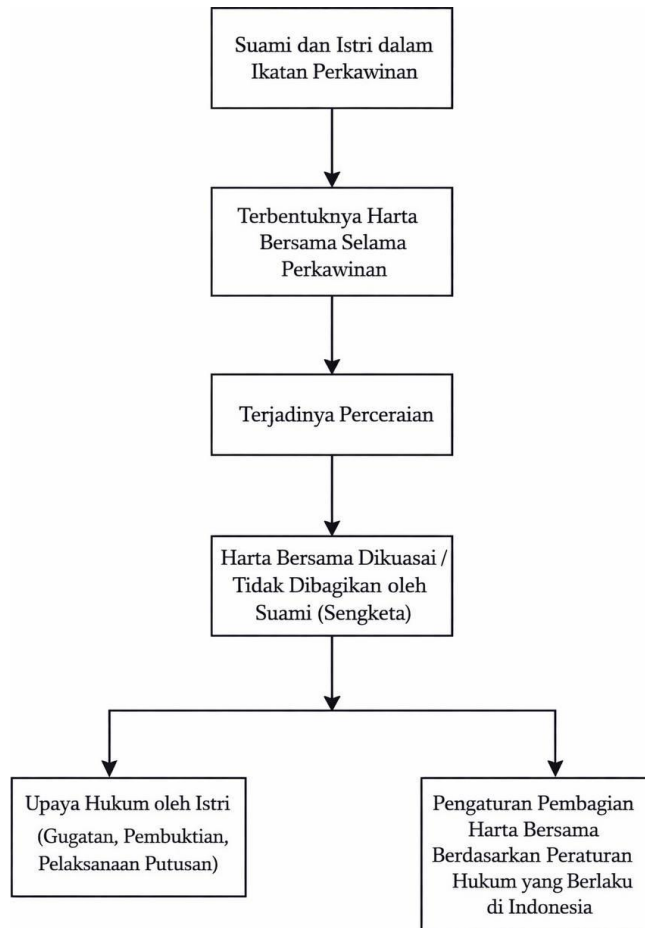 Suami dan Istri dalam
Ikatan Perkawinan
Terbentuknya Harta
Bersama Selama
Perkawinan
Terjadinya Perceraian
Harta Bersama Dikuasai /
Tidak Dibagikan oleh
Suami (Sengketa)
Upaya Hukum oleh Istri
(Gugatan, Pembuktian,
Pelaksanaan Putusan)
Pengaturan Pembagian
Harta Bersama
Berdasarkan Peraturan
Hukum yang Berlaku
di Indonesia